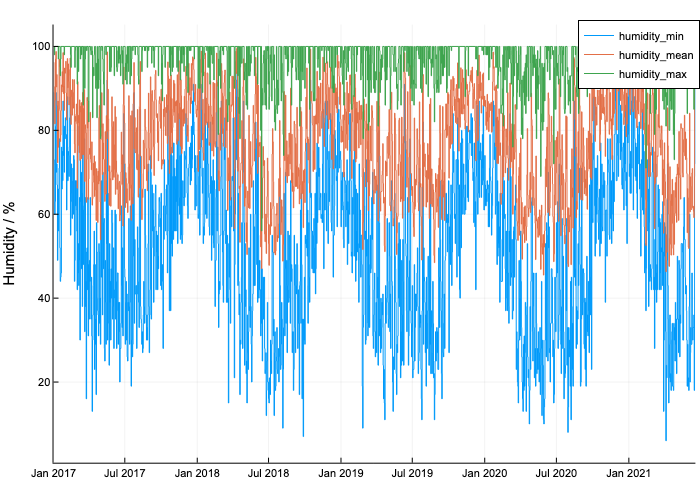 humidity_min
humidity_mean
humidity_max
100
80
60
40
20
Humidity / %
Jan 2017 Jul 2017 Jan 2018 Jul 2018 Jan 2019 Jul 2019 Jan 2020 Jul 2020 Jan 2021